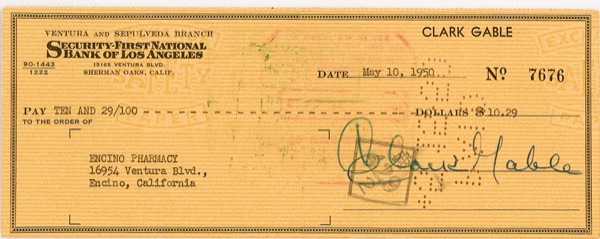 VENTURA AND SEPULVEDA BRANCH
SECURITY-FIRST NATIONAL
BANK OF LOS ANGELES
15165 VENTURA BLVD.
SHERMAN OAKS, CALIF.
90-1443
1222
CLARK GABLE
DATE May 10, 1950 Nº 7676
PAY TEN AND 29/100 - - - - - - - - - - - - - - - - - - - - DOLLARS $ 10.29
TO THE ORDER OF
ENCINO PHARMACY
16954 Ventura Blvd.,
Encino, California
Clark Gable